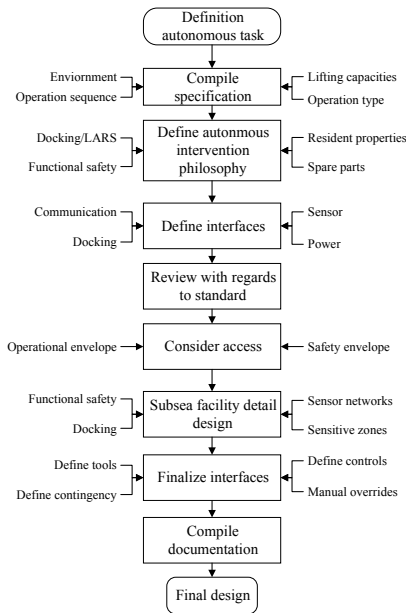 Definition
autonomous task
Enviornment
Operation sequence
Compile
specification
Lifting capacities
Operation type
Docking/LARS
Functional safety
Define autonmous
intervention
philosophy
Resident properties
Spare parts
Communication
Docking
Define interfaces
Sensor
Power
Review with regards
to standard
Operational envelope
Consider access
Safety envelope
Functional safety
Docking
Subsea facility detail
design
Sensor networks
Sensitive zones
Define tools
Define contingency
Finalize interfaces
Define controls
Manual overrides
Compile
documentation
Final design